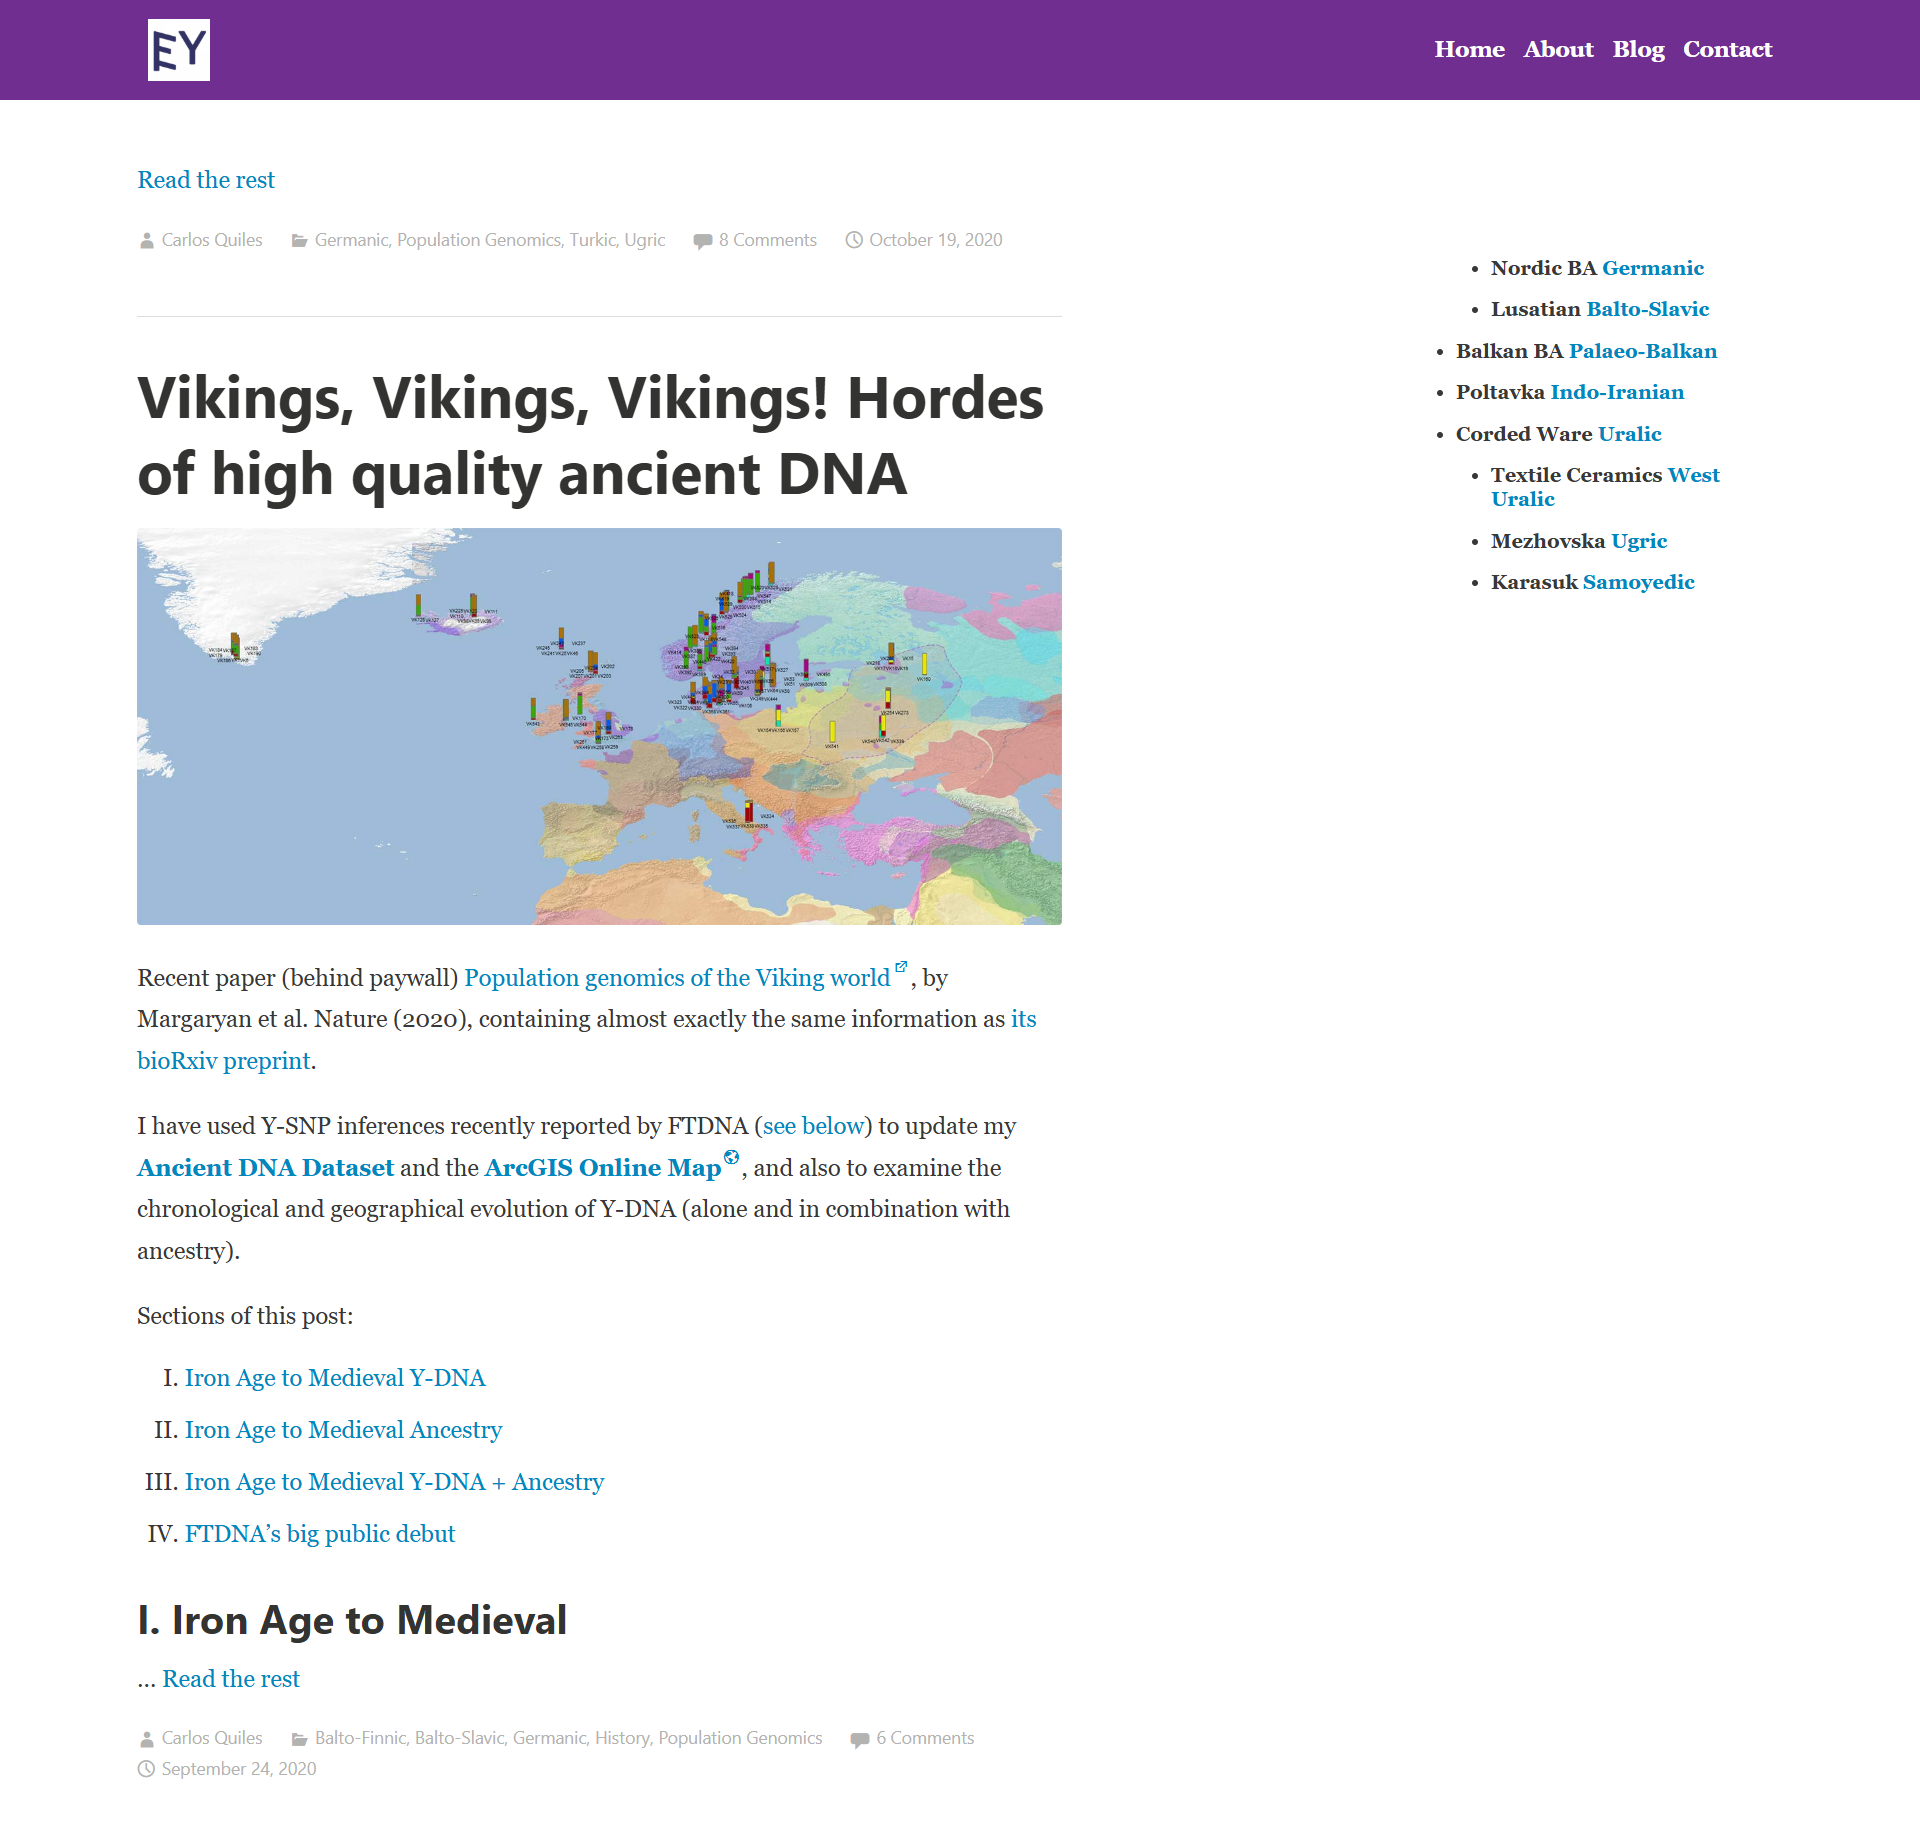 EY
Home About Blog Contact
Read the rest
Carlos Quiles Germanic, Population Genomics, Turkic, Ugric 8 Comments October 19, 2020
Vikings, Vikings, Vikings! Hordes
of high quality ancient DNA
Recent paper (behind paywall) Population genomics of the Viking world, by
Margaryan et al. Nature (2020), containing almost exactly the same information as its
bioRxiv preprint.
I have used Y-SNP inferences recently reported by FTDNA (see below) to update my
Ancient DNA Dataset and the ArcGIS Online Map, and also to examine the
chronological and geographical evolution of Y-DNA (alone and in combination with
ancestry).
Sections of this post:
I. Iron Age to Medieval Y-DNA
II. Iron Age to Medieval Ancestry
III. Iron Age to Medieval Y-DNA + Ancestry
IV. FTDNA’s big public debut
I. Iron Age to Medieval
... Read the rest
Carlos Quiles Balto-Finnic, Balto-Slavic, Germanic, History, Population Genomics 6 Comments
September 24, 2020
• Nordic BA Germanic
• Lusatian Balto-Slavic
• Balkan BA Palaeo-Balkan
• Poltavka Indo-Iranian
• Corded Ware Uralic
• Textile Ceramics West
Uralic
• Mezhovska Ugric
• Karasuk Samoyedic